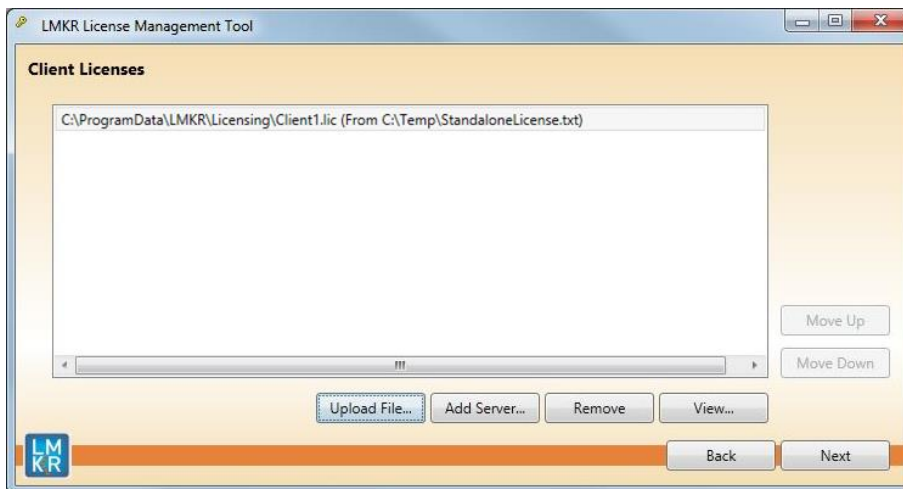 LMKR License Management Tool
Client Licenses
C:\ProgramData\LMKR\Licensing\Client1.lic (From C:\Temp\StandaloneLicense.txt)
Move Up
Move Down
Upload File... Add Server... Remove View...
LM
KR
Back Next